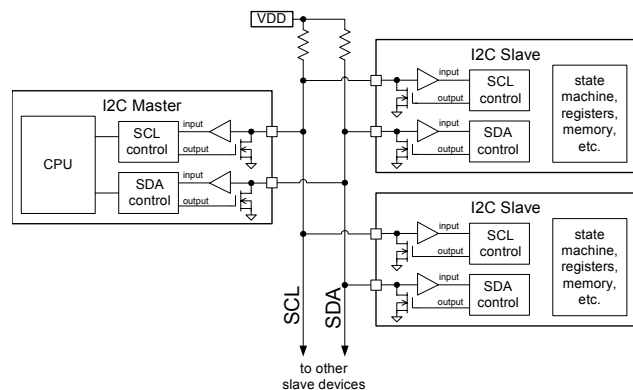 VDD
I2C Slave
input
SCL
control
output
state
machine,
registers,
memory,
etc.
input
SDA
control
output
I2C Master
CPU
SCL
control
input
output
SDA
control
input
output
I2C Slave
input
SCL
control
output
state
machine,
registers,
memory,
etc.
input
SDA
control
output
SCL
SDA
to other
slave devices